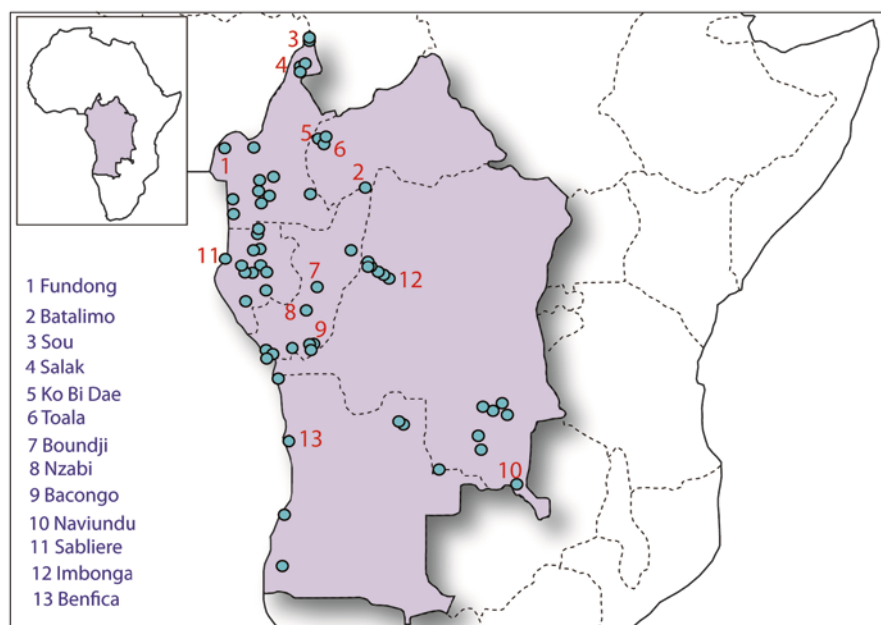 3
4
5
6
1
2
11
12
7
8
9
13
10
1 Fundong
2 Batalimo
3 Sou
4 Salak
5 Ko Bi Dae
6 Toala
7 Boundji
8 Nzabi
9 Bacongo
10 Naviundu
11 Sabliere
12 Imbonga
13 Benfica